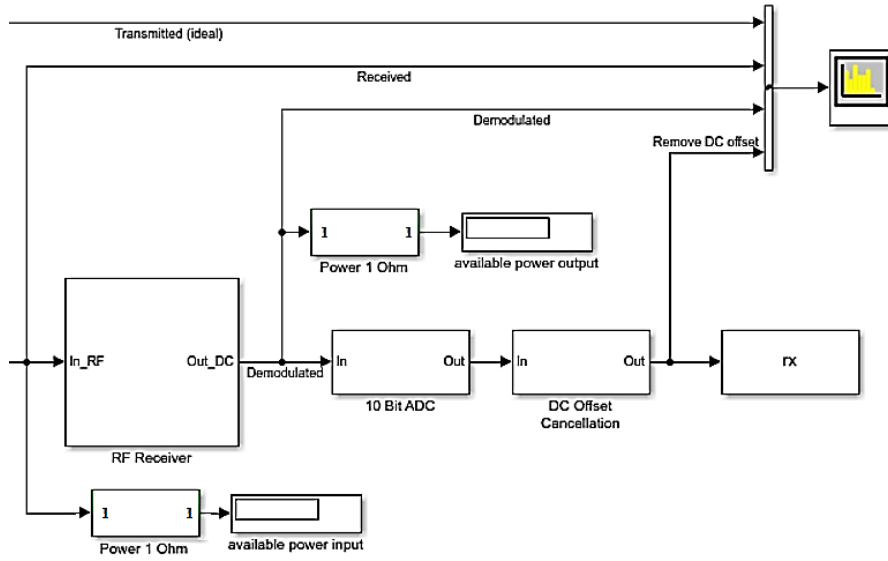 Transmitted (ideal)
Received
Demodulated
Remove DC offset
1 1
Power 1 Ohm
available power output
In_RF Out_DC
RF Receiver
Demodulated
In Out
10 Bit ADC
In Out
DC Offset
Cancellation
rx
1 1
Power 1 Ohm
available power input